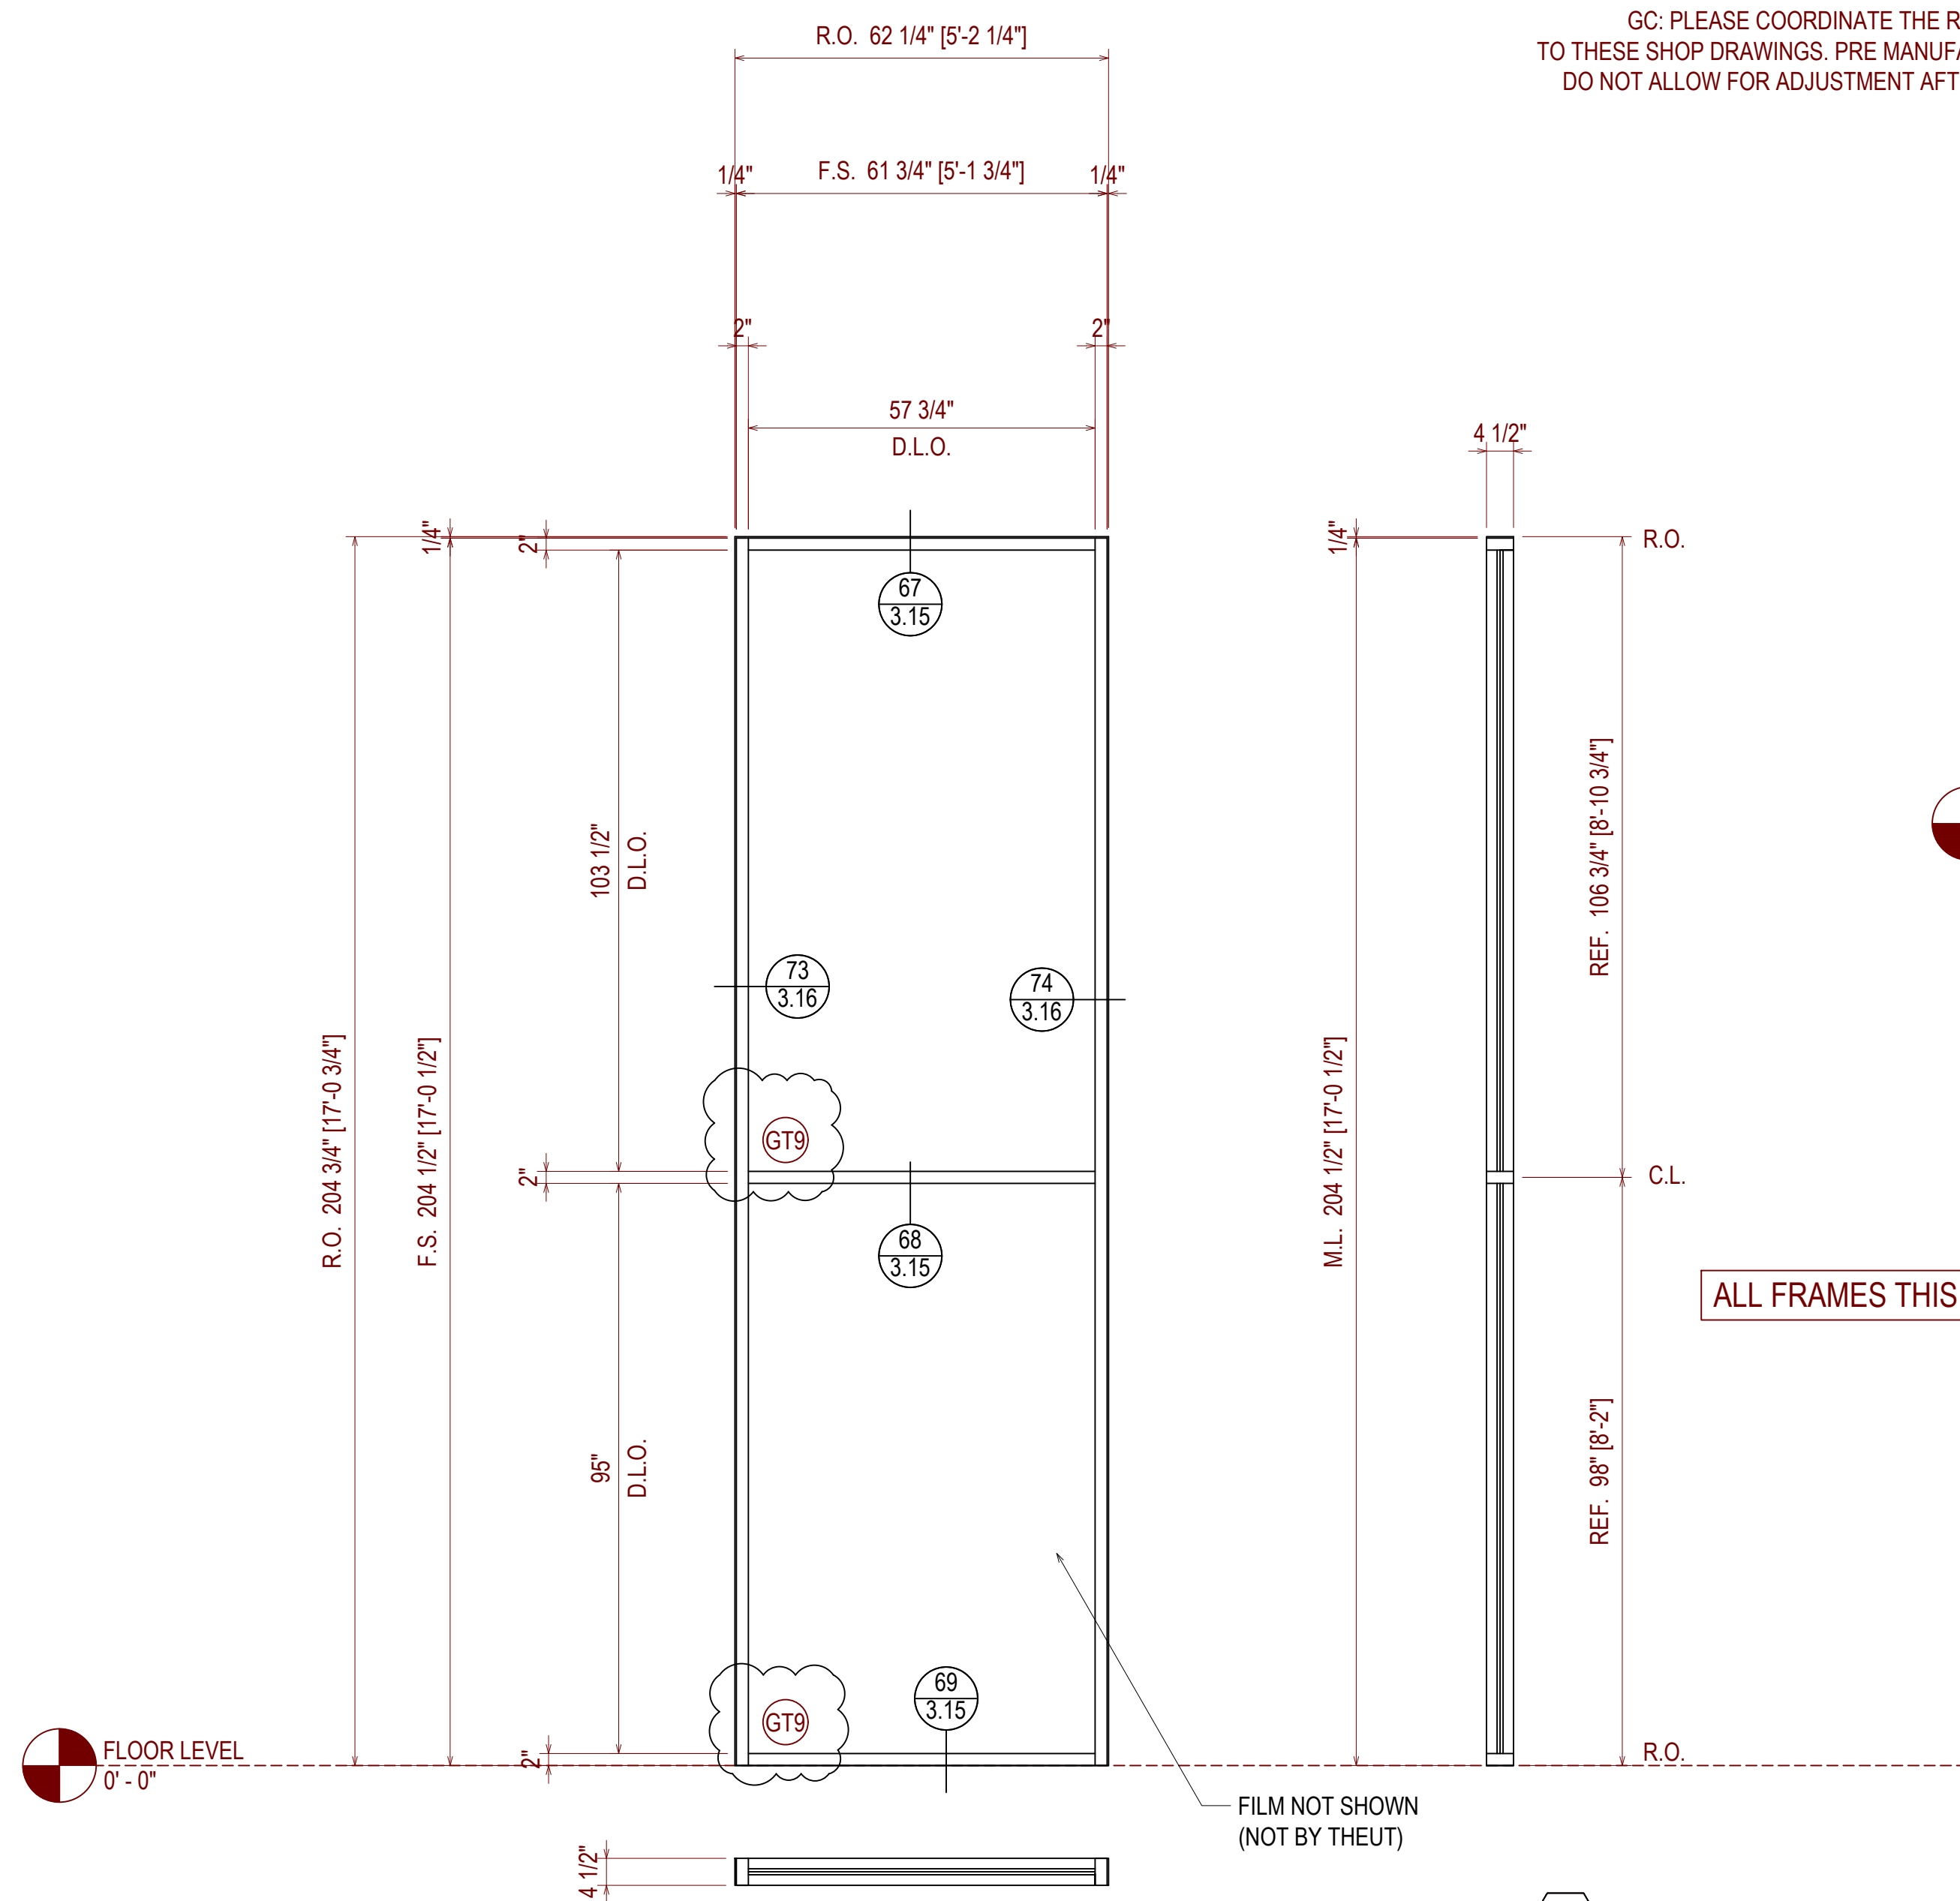 GC: PLEASE COORDINATE THE R
TO THESE SHOP DRAWINGS. PRE MANUFA
DO NOT ALLOW FOR ADJUSTMENT AFT
R.O. 62 1/4" [5'-2 1/4"]
1/4"
F.S. 61 3/4" [5'-1 3/4"]
1/4"
2"
2"
57 3/4"
D.L.O.
4 1/2"
1/4"
2"
1/4"
R.O.
67
3.15
REF. 106 3/4" [8'-10 3/4"]
103 1/2"
D.L.O.
73
3.16
74
3.16
R.O. 204 3/4" [17'-0 3/4"]
F.S. 204 1/2" [17'-0 1/2"]
M.L. 204 1/2" [17'-0 1/2"]
GT9
2"
C.L.
68
3.15
ALL FRAMES THIS
95"
D.L.O.
REF. 98" [8'-2"]
69
3.15
GT9
FLOOR LEVEL
0' - 0"
2"
R.O.
FILM NOT SHOWN
(NOT BY THEUT)
4 1/2"